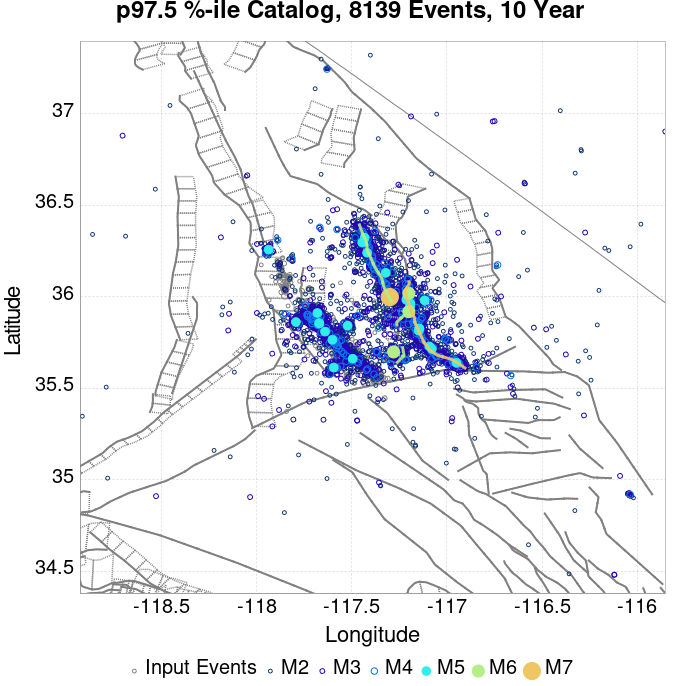 p97.5 %-ile Catalog, 8139 Events, 10 Year
37
36.5
36
35.5
35
34.5
Latitude
-118.5 -118 -117.5 -117 -116.5 -116
Longitude
Input Events M2 M3 M4 M5 M6 M7